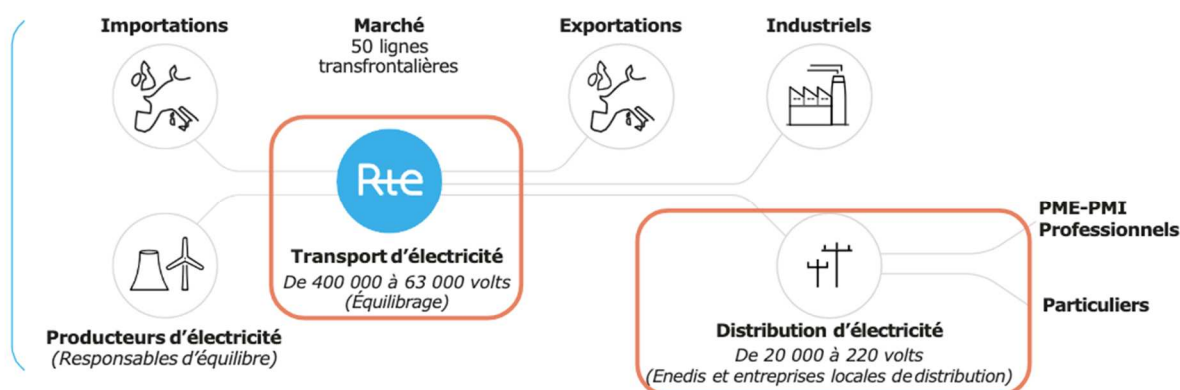 Importations
Marché
50 lignes
transfrontalières
Exportations
Industriels
Rte
Transport d’électricité
De 400 000 à 63 000 volts
(Équilibrage)
Producteurs d’électricité
(Responsables d’équilibre)
PME-PMI
Professionnels
Particuliers
Distribution d’électricité
De 20 000 à 220 volts
(Enedis et entreprises locales de distribution)